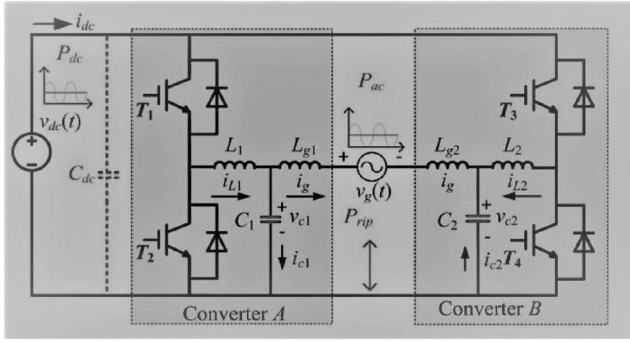 i_dc
P_dc
v_dc(t)
+
-
C_dc
T_1
T_2
L_1
L_g1
i_L1
i_g
C_1
+
v_c1
-
i_c1
Converter A
P_ac
+
-
v_g(t)
P_rip
L_g2
L_2
i_g
i_L2
C_2
+
v_c2
-
i_c2
T_3
T_4
Converter B